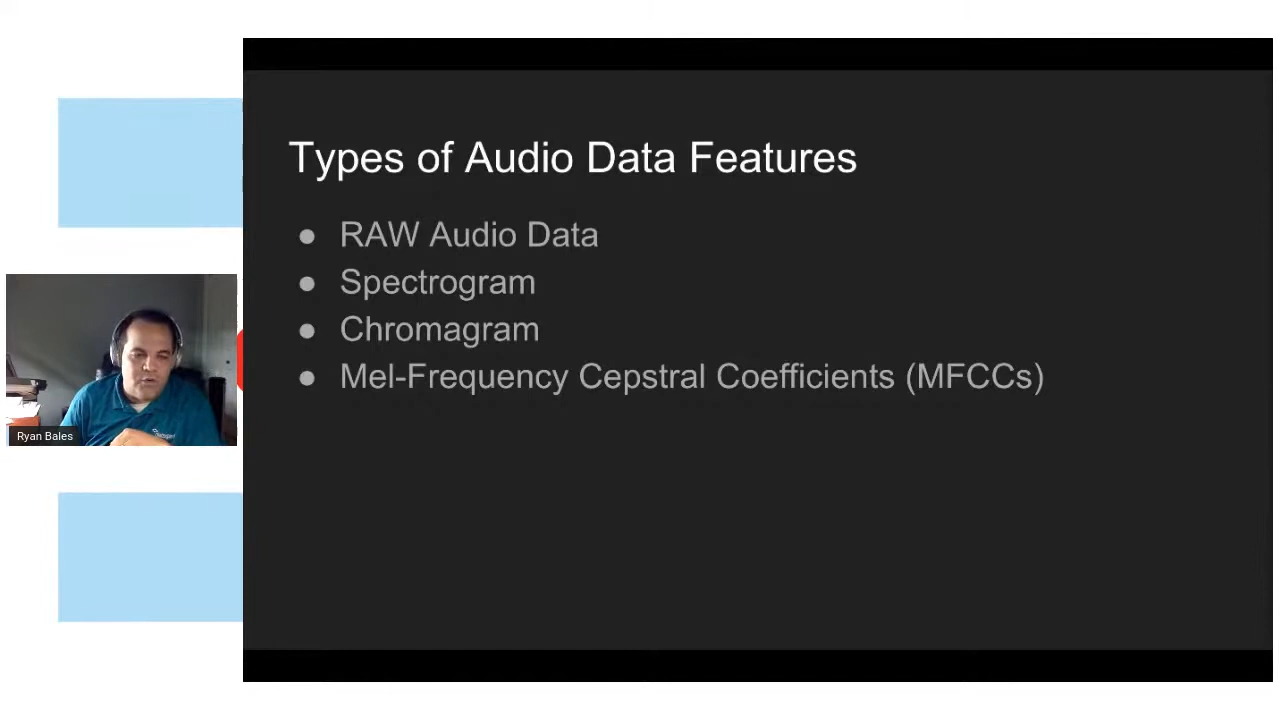 Types of Audio Data Features
● RAW Audio Data
● Spectrogram
● Chromagram
● Mel-Frequency Cepstral Coefficients (MFCCs)
Ryan Bales